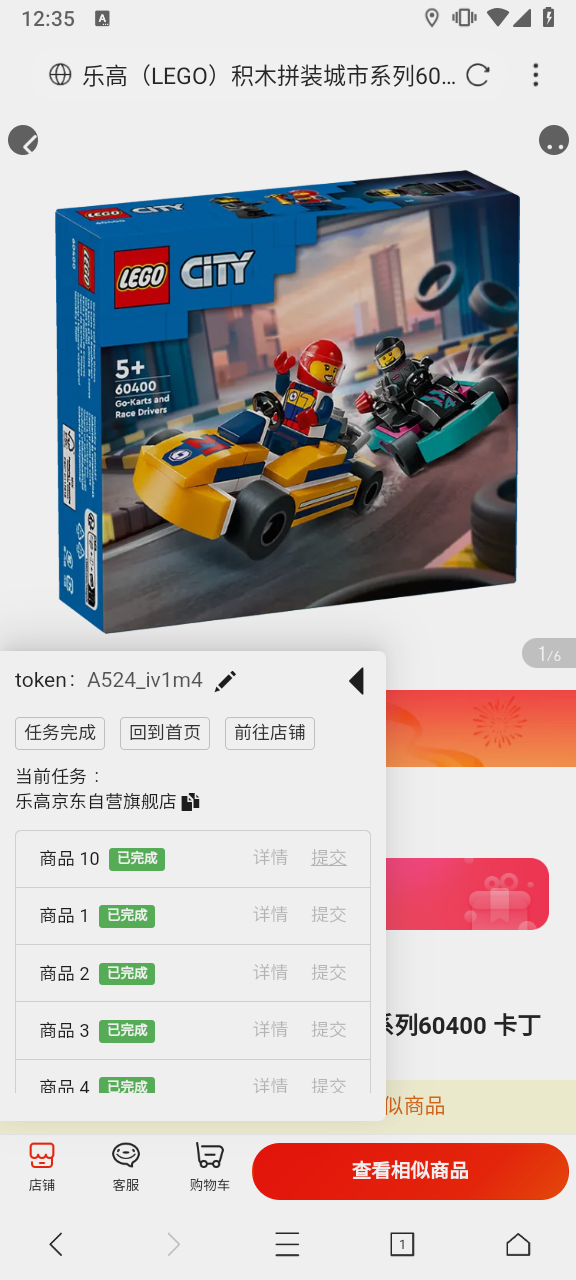 12:35
A
乐高（LEGO）积木拼装城市系列60...
LEGO CITY
LEGO CITY
5+
60400
Go-Karts and
Race Drivers
1/6
token： A524_iv1m4
任务完成 回到首页 前往店铺
当前任务：
乐高京东自营旗舰店
商品 10 已完成 详情 提交
商品 1 已完成 详情 提交
商品 2 已完成 详情 提交
商品 3 已完成 详情 提交
系列60400 卡丁
商品 4 已完成 详情 提交
似商品
店铺 客服 购物车 查看相似商品
1